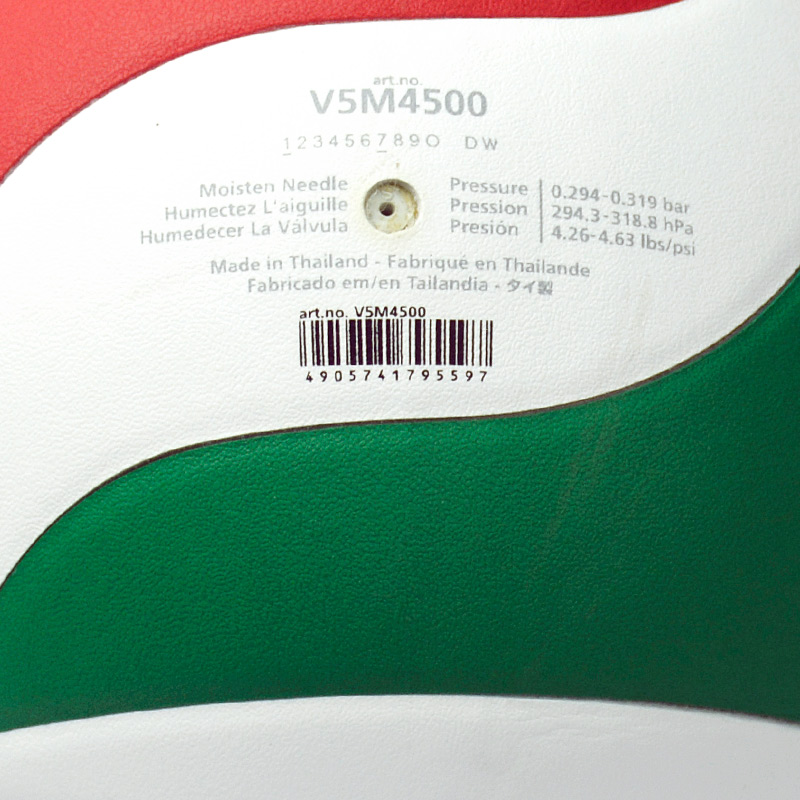 art.no.
V5M4500
1234567890 DW
Moisten Needle
Humectez L'aiguille
Humedecer La Válvula
Pressure
Pression
Presión
0.294-0.319 bar
294.3-318.8 hPa
4.26-4.63 lbs/psi
Made in Thailand - Fabriqué en Thaïlande
Fabricado em/en Tailandia - タイ製
art.no. V5M4500
4905741795597